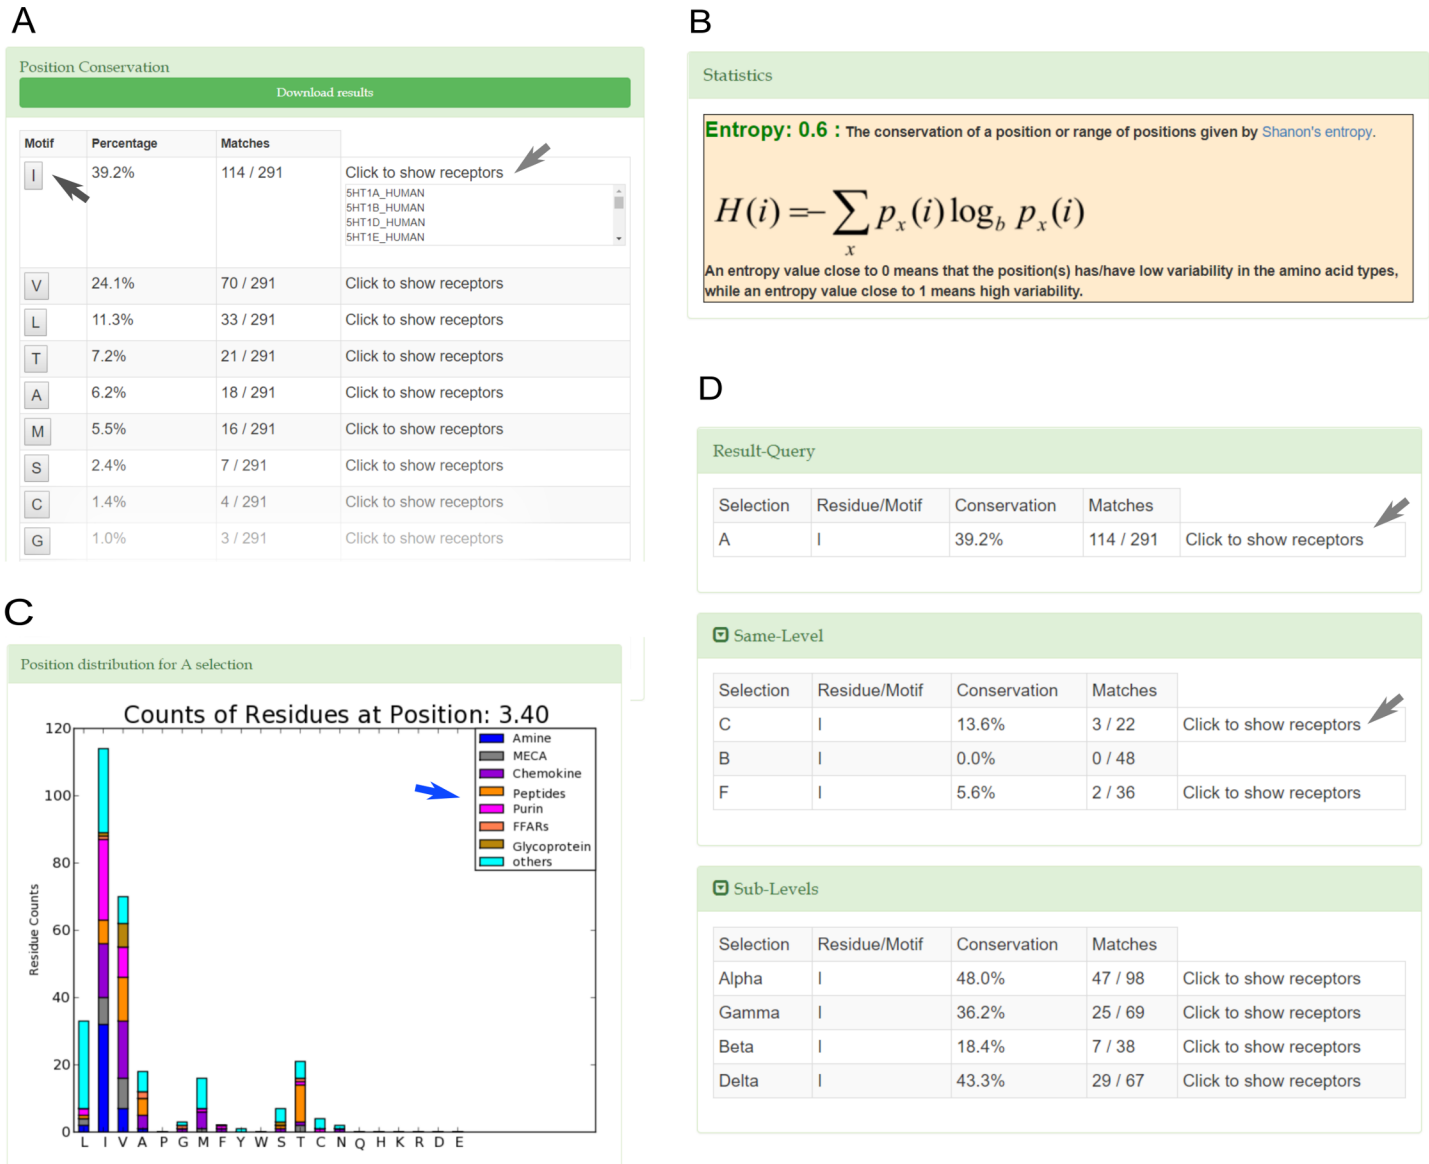 A
Position Conservation
Download results
Motif Percentage Matches
I 39.2% 114 / 291 Click to show receptors
5HT1A_HUMAN
5HT1B_HUMAN
5HT1D_HUMAN
5HT1E_HUMAN
V 24.1% 70 / 291 Click to show receptors
L 11.3% 33 / 291 Click to show receptors
T 7.2% 21 / 291 Click to show receptors
A 6.2% 18 / 291 Click to show receptors
M 5.5% 16 / 291 Click to show receptors
S 2.4% 7 / 291 Click to show receptors
C 1.4% 4 / 291 Click to show receptors
G 1.0% 3 / 291 Click to show receptors
B
Statistics
Entropy: 0.6 : The conservation of a position or range of positions given by Shanon's entropy.
H(i) =- ∑ p_x(i) log_b p_x(i)
x
An entropy value close to 0 means that the position(s) has/have low variability in the amino acid types,
while an entropy value close to 1 means high variability.
C
Position distribution for A selection
Counts of Residues at Position: 3.40
120
100
80
60
40
20
0
Residue Counts
Amine
MECA
Chemokine
Peptides
Purin
FFARs
Glycoprotein
others
L I V A P G M F Y W S T C N Q H K R D E
D
Result-Query
Selection Residue/Motif Conservation Matches
A I 39.2% 114 / 291 Click to show receptors
Same-Level
Selection Residue/Motif Conservation Matches
C I 13.6% 3 / 22 Click to show receptors
B I 0.0% 0 / 48
F I 5.6% 2 / 36 Click to show receptors
Sub-Levels
Selection Residue/Motif Conservation Matches
Alpha I 48.0% 47 / 98 Click to show receptors
Gamma I 36.2% 25 / 69 Click to show receptors
Beta I 18.4% 7 / 38 Click to show receptors
Delta I 43.3% 29 / 67 Click to show receptors